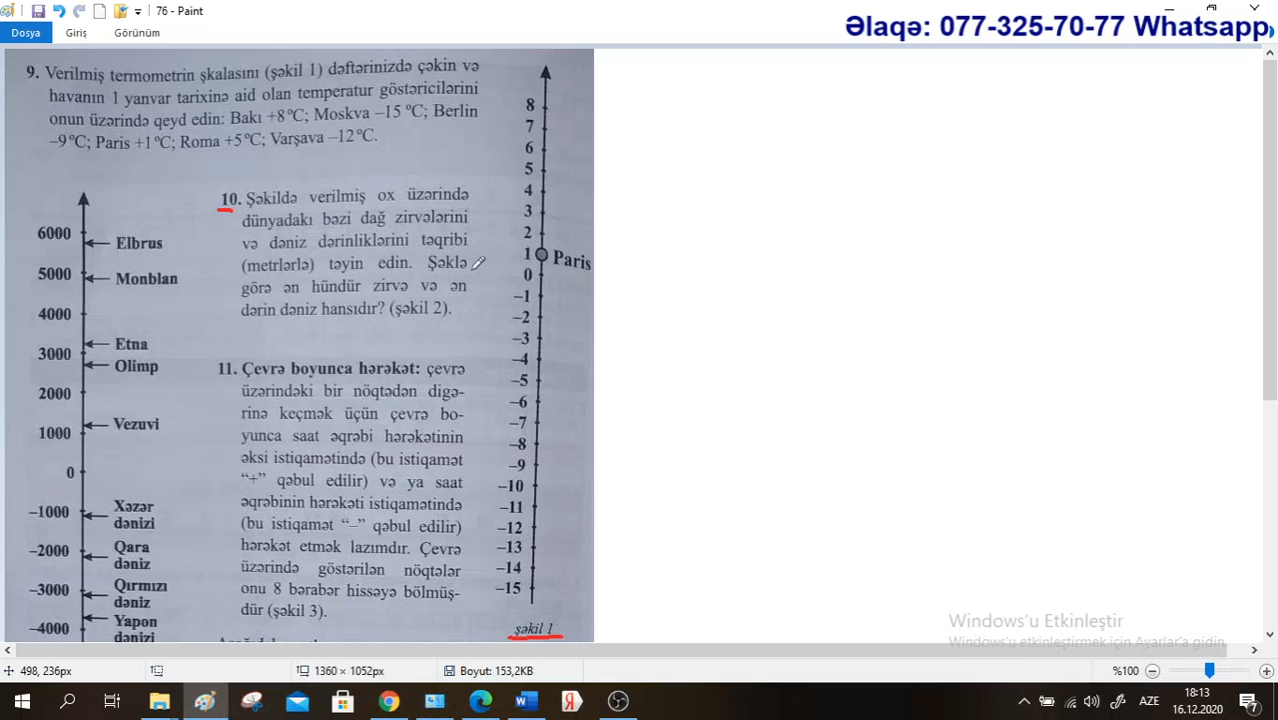 76 - Paint
Əlaqə: 077-325-70-77 Whatsapp
Dosya Giriş Görünüm
9. Verilmiş termometrin şkalasını (şəkil 1) dəftərinizdə çəkin və
havanın 1 yanvar tarixinə aid olan temperatur göstəricilərini
onun üzərində qeyd edin: Bakı +8 ºC; Moskva –15 ºC; Berlin
–9 ºC; Paris +1 ºC; Roma +5 ºC; Varşava –12 ºC.
10. Şəkildə verilmiş ox üzərində
dünyadakı bəzi dağ zirvələrini
və dəniz dərinliklərini təqribi
(metrlərlə) təyin edin. Şəklə
görə ən hündür zirvə və ən
dərin dəniz hansıdır? (şəkil 2).
11. Çevrə boyunca hərəkət: çevrə
üzərindəki bir nöqtədən digə-
rinə keçmək üçün çevrə bo-
yunca saat əqrəbi hərəkətinin
əksi istiqamətində (bu istiqamət
“+” qəbul edilir) və ya saat
əqrəbinin hərəkəti istiqamətində
(bu istiqamət “–” qəbul edilir)
hərəkət etmək lazımdır. Çevrə
üzərində göstərilən nöqtələr
onu 8 bərabər hissəyə bölmüş-
dür (şəkil 3).
6000
Elbrus
5000
Monblan
4000
Etna
3000
Olimp
2000
Vezuvi
1000
0
Xəzər
–1000
dənizi
Qara
–2000
dəniz
Qırmızı
–3000
dəniz
Yapon
–4000
dənizi
8
7
6
5
4
3
2
1 Paris
0
–1
–2
–3
–4
–5
–6
–7
–8
–9
–10
–11
–12
–13
–14
–15
şəkil 1
Windows'u Etkinleştir
Windows'u etkinleştirmek için Ayarlar'a gidin.
498, 236px
1360 × 1052px
Boyut: 153,2KB
%100
AZE
18:13
16.12.2020
7